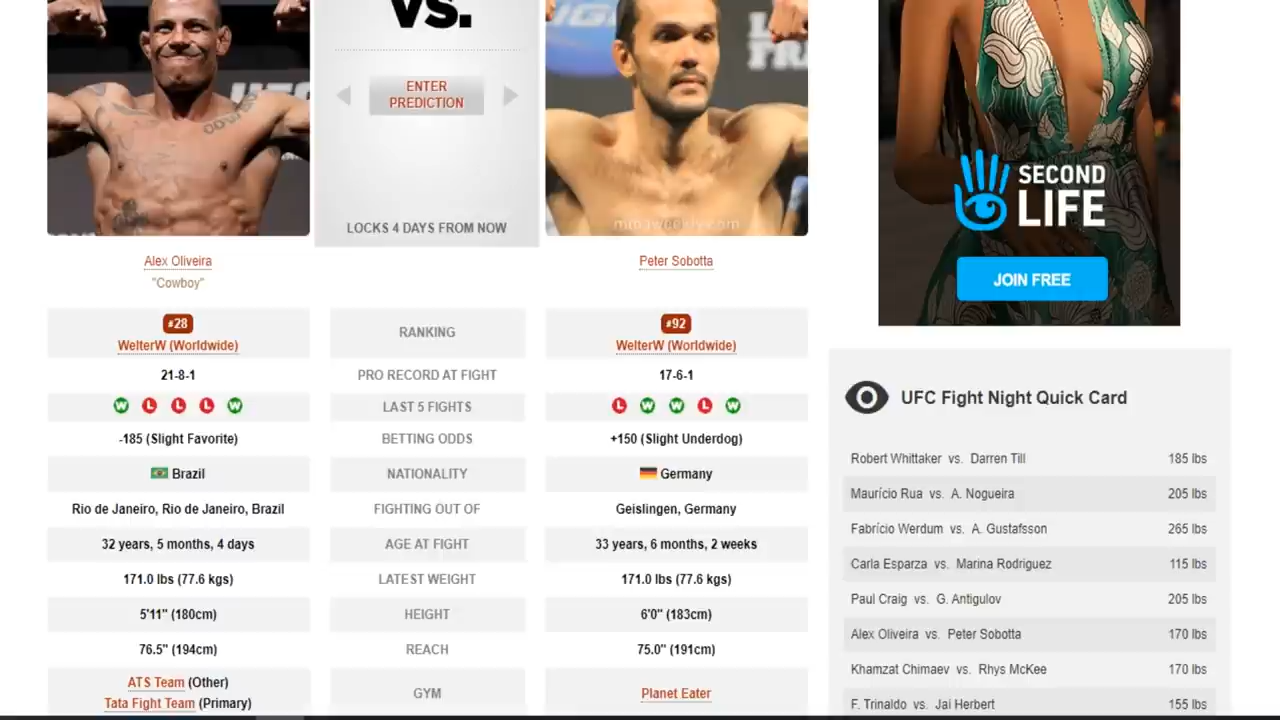 VS.
ENTER
PREDICTION
LOCKS 4 DAYS FROM NOW
mmaweekly.com
Alex Oliveira
"Cowboy"
Peter Sobotta
#28
WelterW (Worldwide)
RANKING
#92
WelterW (Worldwide)
21-8-1
PRO RECORD AT FIGHT
17-6-1
W L L L W
LAST 5 FIGHTS
L W W L W
-185 (Slight Favorite)
BETTING ODDS
+150 (Slight Underdog)
Brazil
NATIONALITY
Germany
Rio de Janeiro, Rio de Janeiro, Brazil
FIGHTING OUT OF
Geislingen, Germany
32 years, 5 months, 4 days
AGE AT FIGHT
33 years, 6 months, 2 weeks
171.0 lbs (77.6 kgs)
LATEST WEIGHT
171.0 lbs (77.6 kgs)
5'11" (180cm)
HEIGHT
6'0" (183cm)
76.5" (194cm)
REACH
75.0" (191cm)
ATS Team (Other)
Tata Fight Team (Primary)
GYM
Planet Eater
SECOND
LIFE
JOIN FREE
UFC Fight Night Quick Card
Robert Whittaker vs. Darren Till 185 lbs
Maurício Rua vs. A. Nogueira 205 lbs
Fabrício Werdum vs. A. Gustafsson 265 lbs
Carla Esparza vs. Marina Rodriguez 115 lbs
Paul Craig vs. G. Antigulov 205 lbs
Alex Oliveira vs. Peter Sobotta 170 lbs
Khamzat Chimaev vs. Rhys McKee 170 lbs
F. Trinaldo vs. Jai Herbert 155 lbs